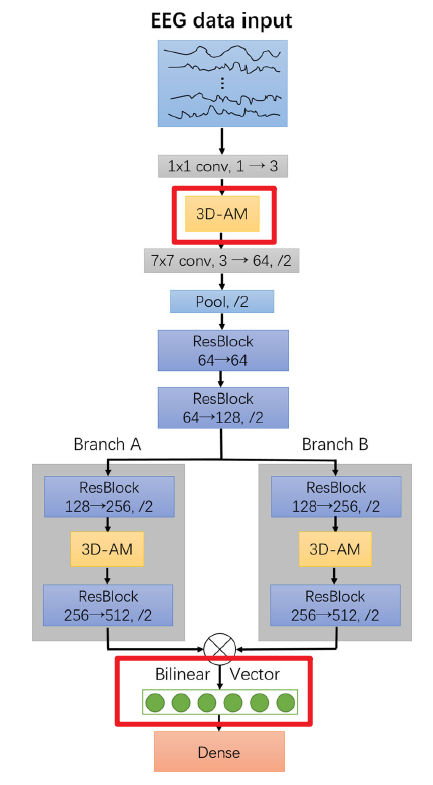 EEG data input
1x1 conv, 1 → 3
3D-AM
7x7 conv, 3 → 64, /2
Pool, /2
ResBlock
64→64
ResBlock
64→128, /2
Branch A
ResBlock
128→256, /2
3D-AM
ResBlock
256→512, /2
Branch B
ResBlock
128→256, /2
3D-AM
ResBlock
256→512, /2
Bilinear Vector
Dense